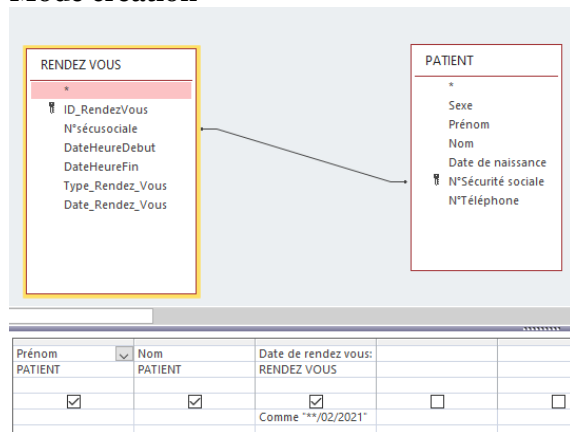 Mode création
RENDEZ VOUS
*
ID_RendezVous
N°sécusociale
DateHeureDebut
DateHeureFin
Type_Rendez_Vous
Date_Rendez_Vous
PATIENT
*
Sexe
Prénom
Nom
Date de naissance
N°Sécurité sociale
N°Téléphone
Prénom Nom Date de rendez vous:
PATIENT PATIENT RENDEZ VOUS
Comme "**/02/2021"